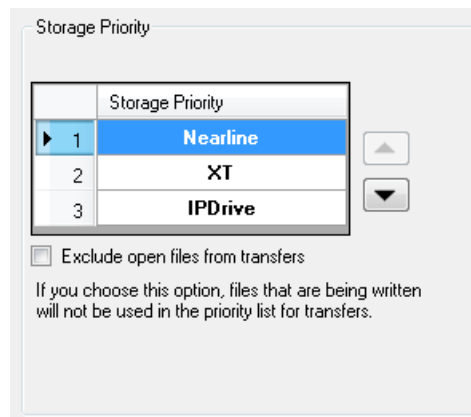 Storage Priority
Storage Priority
1 Nearline
2 XT
3 IPDrive
Exclude open files from transfers
If you choose this option, files that are being written
will not be used in the priority list for transfers.